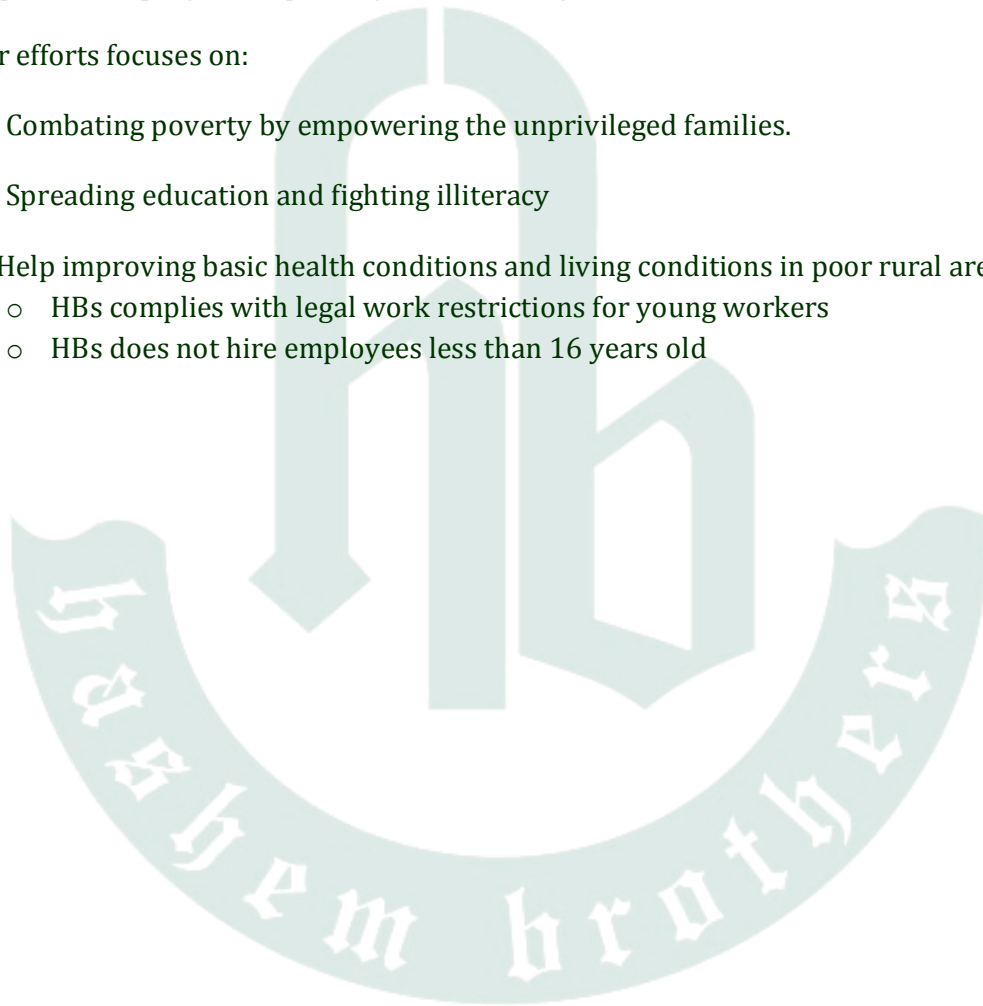 r efforts focuses on:
Combating poverty by empowering the unprivileged families.
Spreading education and fighting illiteracy
Help improving basic health conditions and living conditions in poor rural are
o HBs complies with legal work restrictions for young workers
o HBs does not hire employees less than 16 years old
hb
hashem brothers